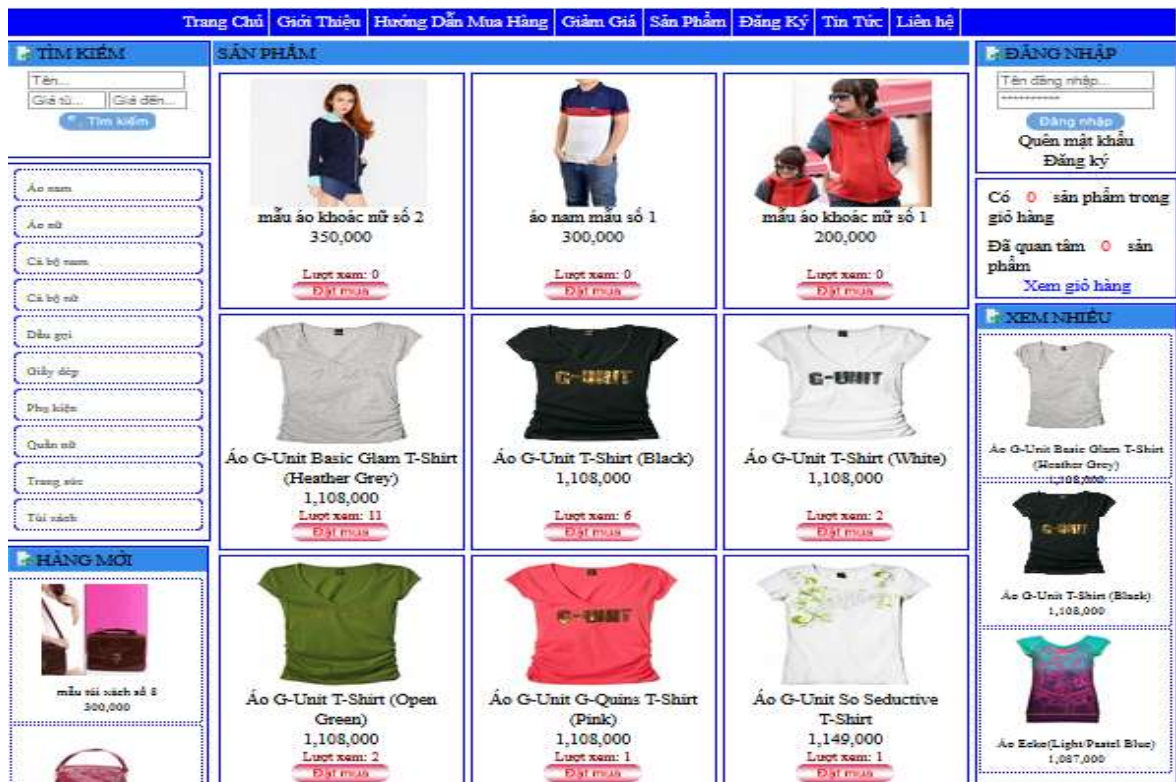 Trang Chủ Giới Thiệu Hướng Dẫn Mua Hàng Giảm Giá Sản Phẩm Đăng Ký Tin Tức Liên hệ
TÌM KIẾM
Tên...
Giá từ... Giá đến...
Tìm kiếm
Áo nam
Áo nữ
Cả bộ nam
Cả bộ nữ
Dầu gội
Giầy dép
Phụ kiện
Quần nữ
Trang sức
Túi xách
HÀNG MỚI
mẫu túi xách số 8
300,000
SẢN PHẨM
mẫu áo khoác nữ số 2
350,000
Lượt xem: 0
Đặt mua
áo nam mẫu số 1
300,000
Lượt xem: 0
Đặt mua
mẫu áo khoác nữ số 1
200,000
Lượt xem: 0
Đặt mua
Áo G-Unit Basic Glam T-Shirt
(Heather Grey)
1,108,000
Lượt xem: 11
Đặt mua
G-UNIT
Áo G-Unit T-Shirt (Black)
1,108,000
Lượt xem: 6
Đặt mua
G-UNIT
Áo G-Unit T-Shirt (White)
1,108,000
Lượt xem: 2
Đặt mua
Áo G-Unit T-Shirt (Open
Green)
1,108,000
Lượt xem: 2
Đặt mua
G-UNIT
Áo G-Unit G-Quins T-Shirt
(Pink)
1,108,000
Lượt xem: 1
Đặt mua
Áo G-Unit So Seductive
T-Shirt
1,149,000
Lượt xem: 1
Đặt mua
ĐĂNG NHẬP
Tên đăng nhập...
**********
Đăng nhập
Quên mật khẩu
Đăng ký
Có 0 sản phẩm trong
giỏ hàng
Đã quan tâm 0 sản
phẩm
Xem giỏ hàng
XEM NHIỀU
Áo G-Unit Basic Glam T-Shirt
(Heather Grey)
1,108,000
G-UNIT
Áo G-Unit T-Shirt (Black)
1,108,000
Áo Ecko(Light/Pastel Blue)
1,087,000